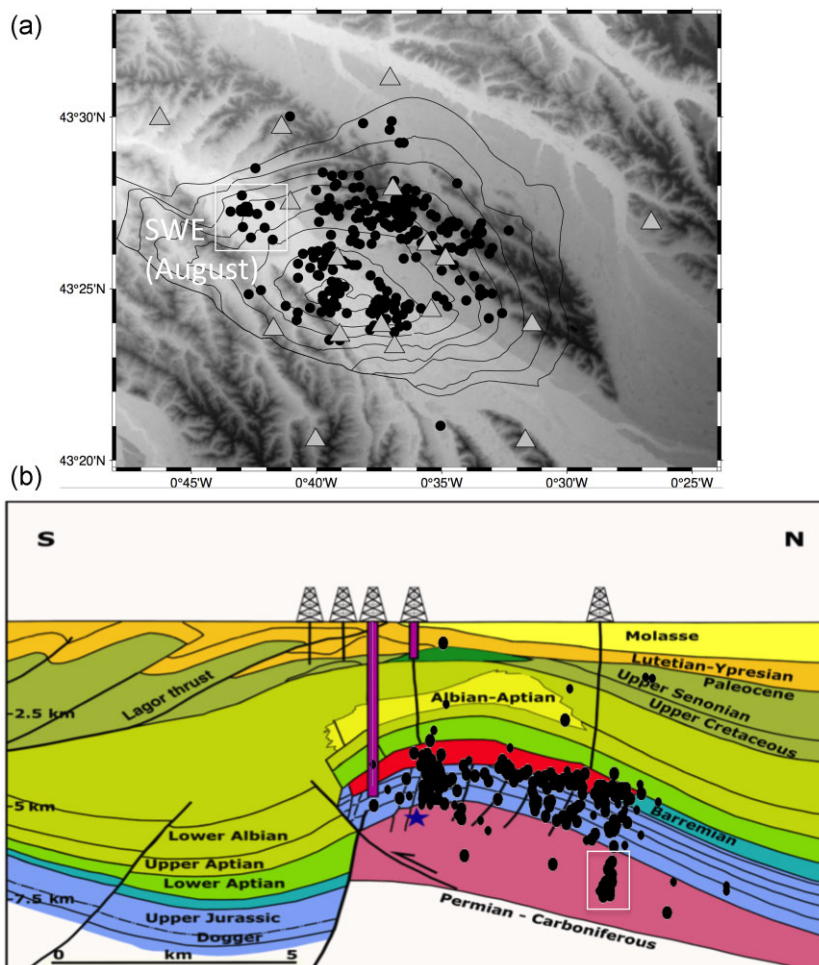 (a)
43°30'N
43°25'N
43°20'N
SWE
(August)
0°45'W
0°40'W
0°35'W
0°30'W
0°25'W
(b)
S
N
Molasse
Lutetian-Ypresian
Paleocene
Upper Senonian
Upper Cretaceous
Lagor thrust
-2.5 km
Albian-Aptian
-5 km
Lower Albian
Barremian
Upper Aptian
Lower Aptian
-7.5 km
Upper Jurassic
Dogger
Permian - Carboniferous
0
km
5